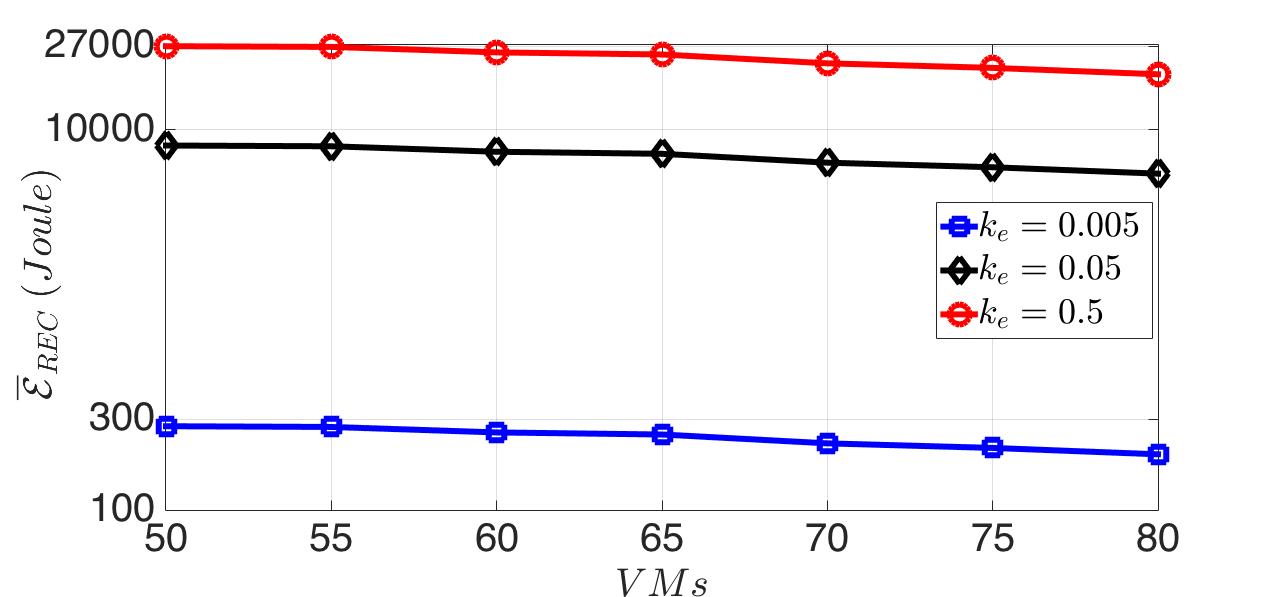 27000
10000
300
100
50 55 60 65 70 75 80
VMs
\overline{\mathcal{E}}_{REC} (Joule)
k_e = 0.005
k_e = 0.05
k_e = 0.5